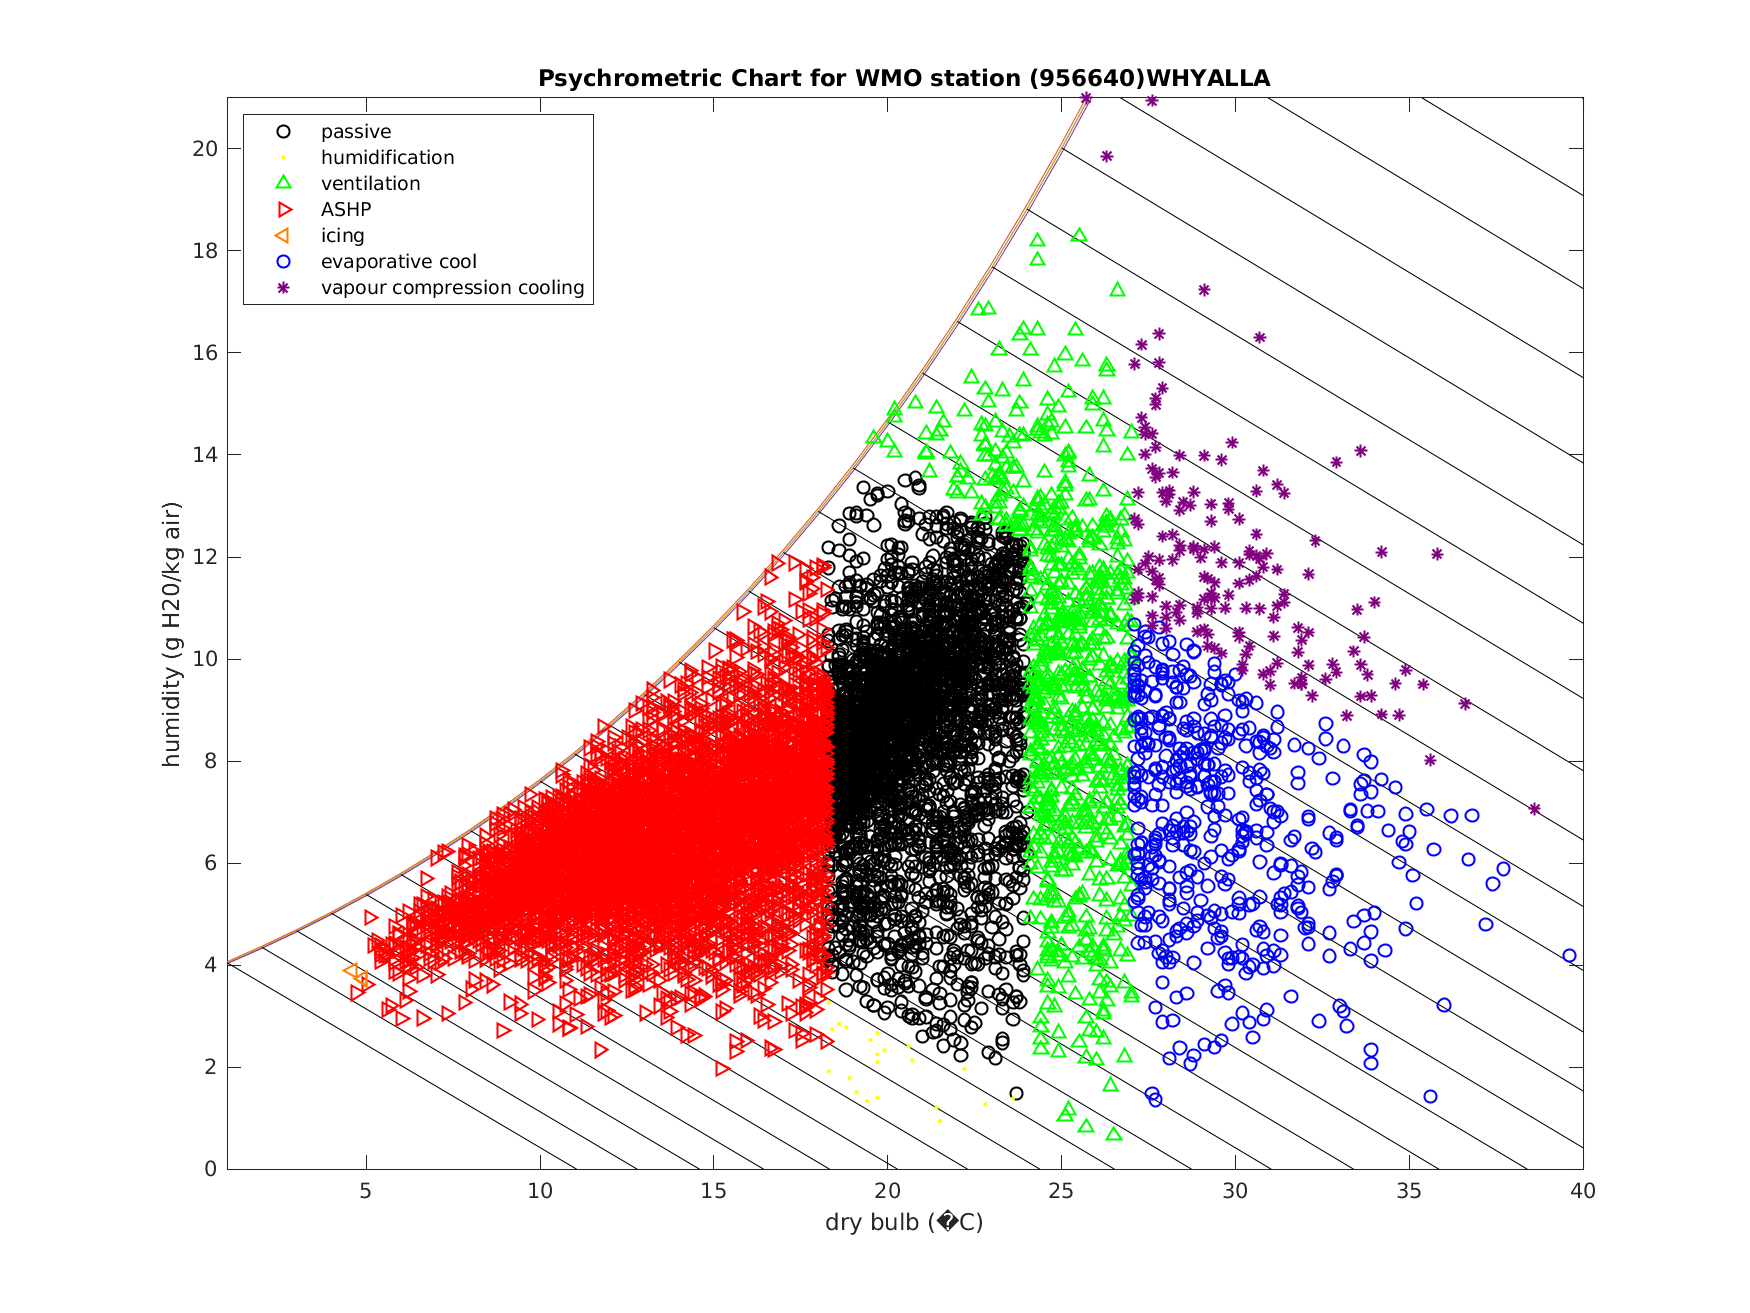 Psychrometric Chart for WMO station (956640)WHYALLA
passive
humidification
ventilation
ASHP
icing
evaporative cool
vapour compression cooling
humidity (g H20/kg air)
20
18
16
14
12
10
8
6
4
2
0
5 10 15 20 25 30 35 40
dry bulb (�C)